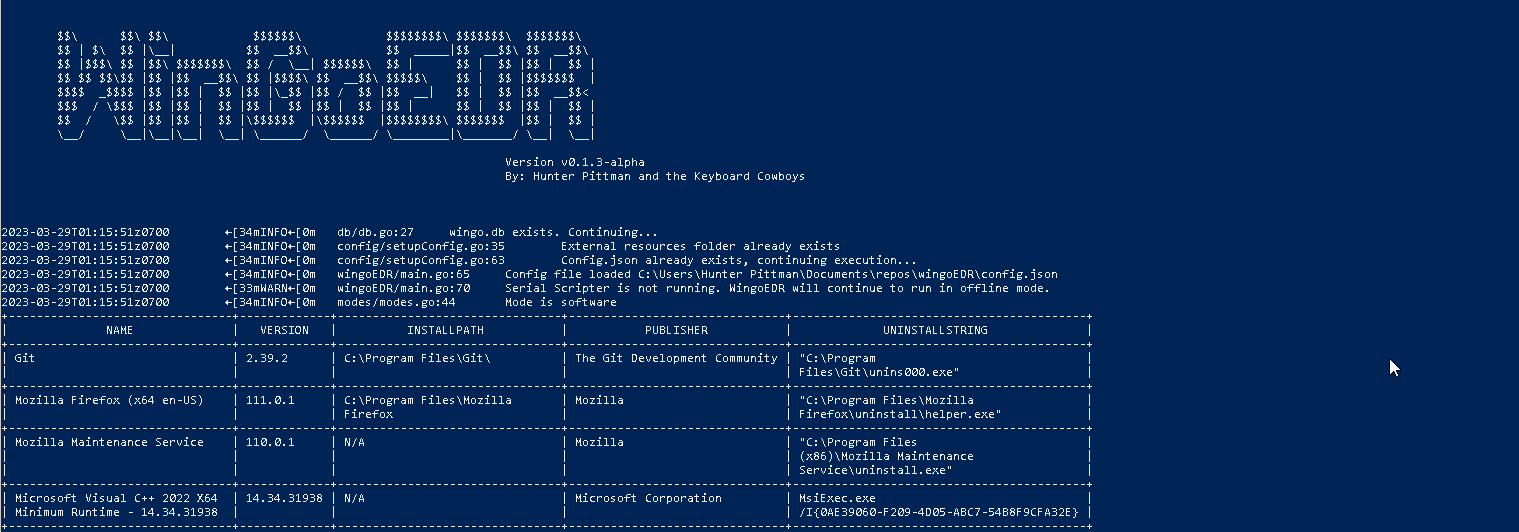 WinGoEDR
Version v0.1.3-alpha
By: Hunter Pittman and the Keyboard Cowboys
2023-03-29T01:15:51z0700 ←[34mINFO←[0m db/db.go:27 wingo.db exists. Continuing...
2023-03-29T01:15:51z0700 ←[34mINFO←[0m config/setupConfig.go:35 External resources folder already exists
2023-03-29T01:15:51z0700 ←[34mINFO←[0m config/setupConfig.go:63 Config.json already exists, continuing execution...
2023-03-29T01:15:51z0700 ←[34mINFO←[0m wingoEDR/main.go:65 Config file loaded C:\Users\Hunter Pittman\Documents\repos\wingoEDR\config.json
2023-03-29T01:15:51z0700 ←[33mWARN←[0m wingoEDR/main.go:70 Serial Scripter is not running. WingoEDR will continue to run in offline mode.
2023-03-29T01:15:51z0700 ←[34mINFO←[0m modes/modes.go:44 Mode is software
| NAME | VERSION | INSTALLPATH | PUBLISHER | UNINSTALLSTRING |
| Git | 2.39.2 | C:\Program Files\Git\ | The Git Development Community | "C:\Program |
| | | | | Files\Git\unins000.exe" |
| Mozilla Firefox (x64 en-US) | 111.0.1 | C:\Program Files\Mozilla | Mozilla | "C:\Program Files\Mozilla |
| | | Firefox | | Firefox\uninstall\helper.exe" |
| Mozilla Maintenance Service | 110.0.1 | N/A | Mozilla | "C:\Program Files |
| | | | | (x86)\Mozilla Maintenance |
| | | | | Service\uninstall.exe" |
| Microsoft Visual C++ 2022 X64 | 14.34.31938 | N/A | Microsoft Corporation | MsiExec.exe |
| Minimum Runtime - 14.34.31938 | | | | /I{0AE39060-F209-4D05-ABC7-54B8F9CFA32E} |